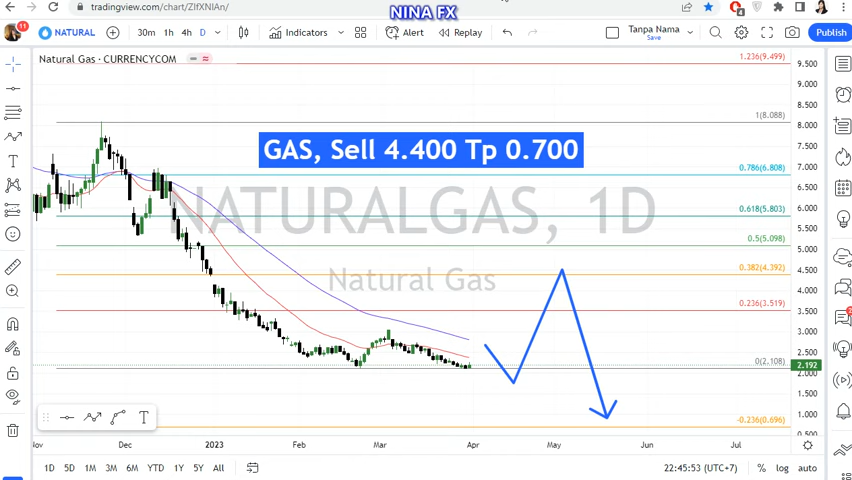 NINA FX
tradingview.com/chart/ZIfXNIAn/
4
11
NATURAL
30m 1h 4h D
Indicators
Alert
Replay
Tanpa Nama
Save
Publish
Natural Gas · CURRENCYCOM
1.236(9.499)
9.500
1(8.088)
8.000
GAS, Sell 4.400 Tp 0.700
7.500
7.000
0.786(6.808)
6.500
NATURALGAS, 1D
6.000
0.618(5.803)
5.500
0.5(5.098)
5.000
Natural Gas
0.382(4.392)
4.500
4.000
0.236(3.519)
3.500
3.000
2.500
0(2.108)
2.192
2.000
1.500
1.000
-0.236(0.696)
0.500
Nov Dec 2023 Feb Mar Apr May Jun Jul
1D 5D 1M 3M 6M YTD 1Y 5Y All
22:45:53 (UTC+7)
% log auto